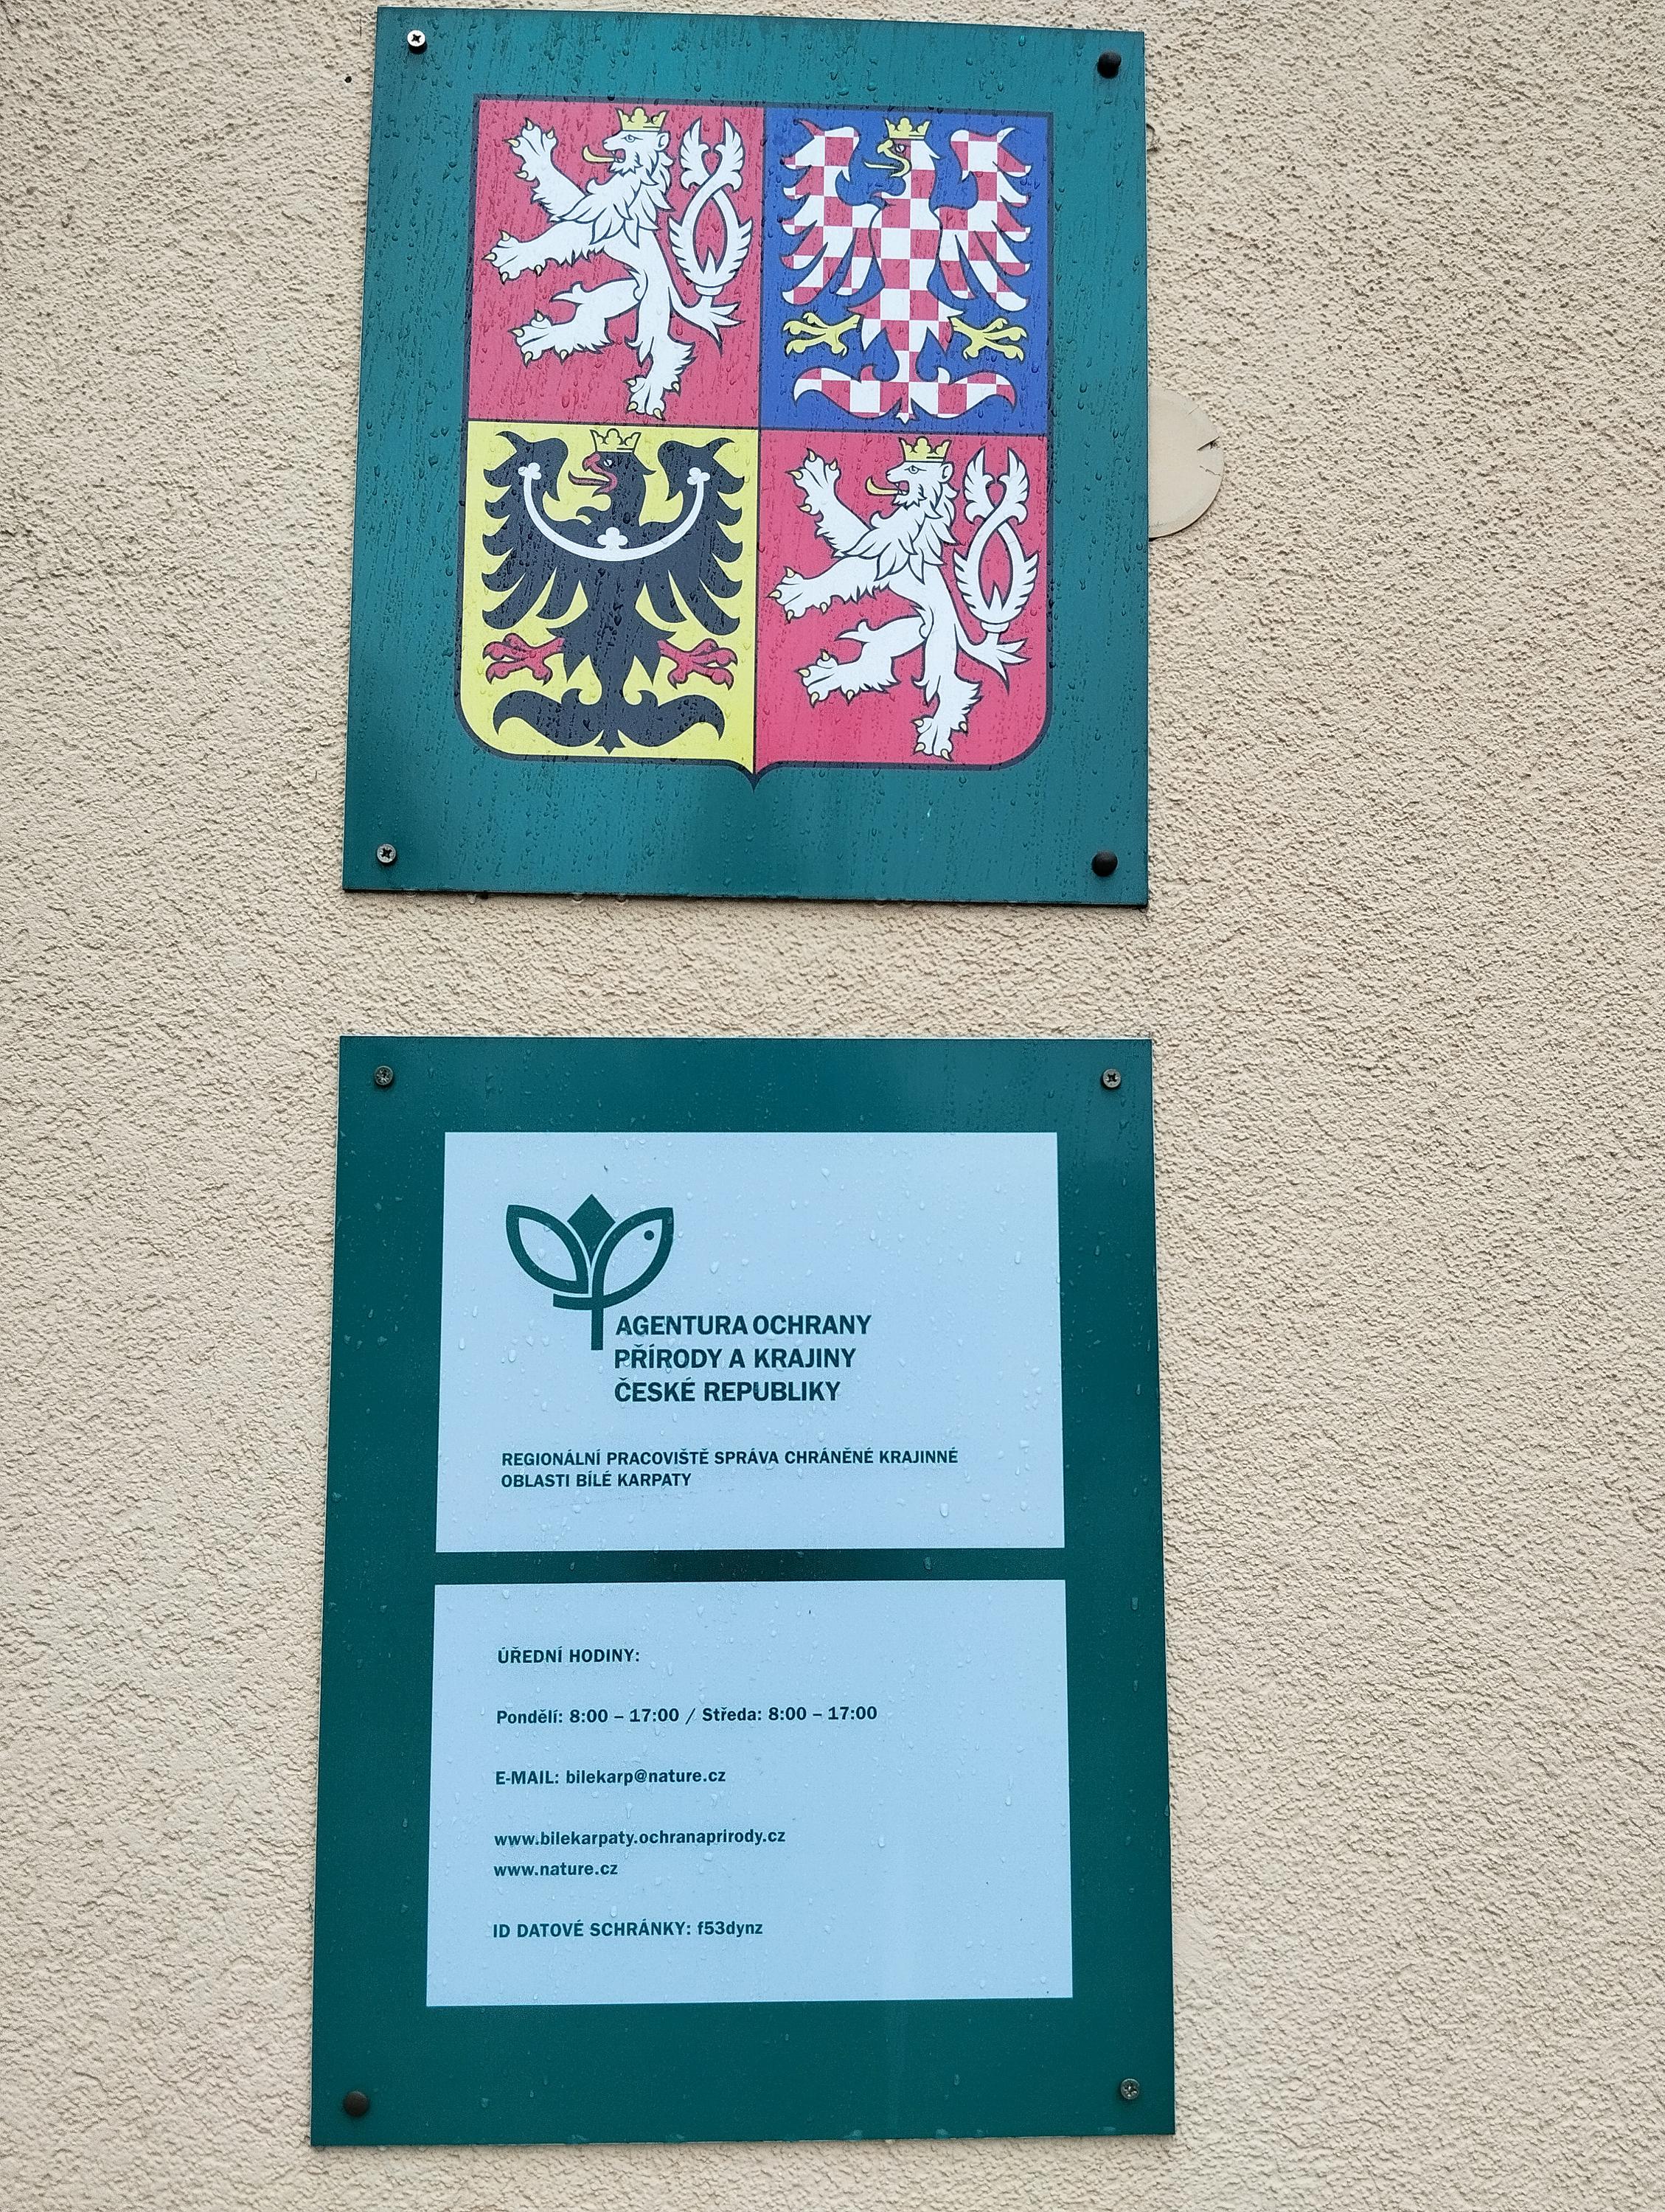 AGENTURA OCHRANY
PŘÍRODY A KRAJINY
ČESKÉ REPUBLIKY
REGIONÁLNÍ PRACOVIŠTĚ SPRÁVA CHRÁNĚNÉ KRAJINNÉ
OBLASTI BÍLÉ KARPATY
ÚŘEDNÍ HODINY:
Pondělí: 8:00 – 17:00 / Středa: 8:00 – 17:00
E-MAIL: bilekarp@nature.cz
www.bilekarpaty.ochranaprirody.cz
www.nature.cz
ID DATOVÉ SCHRÁNKY: f53dynz